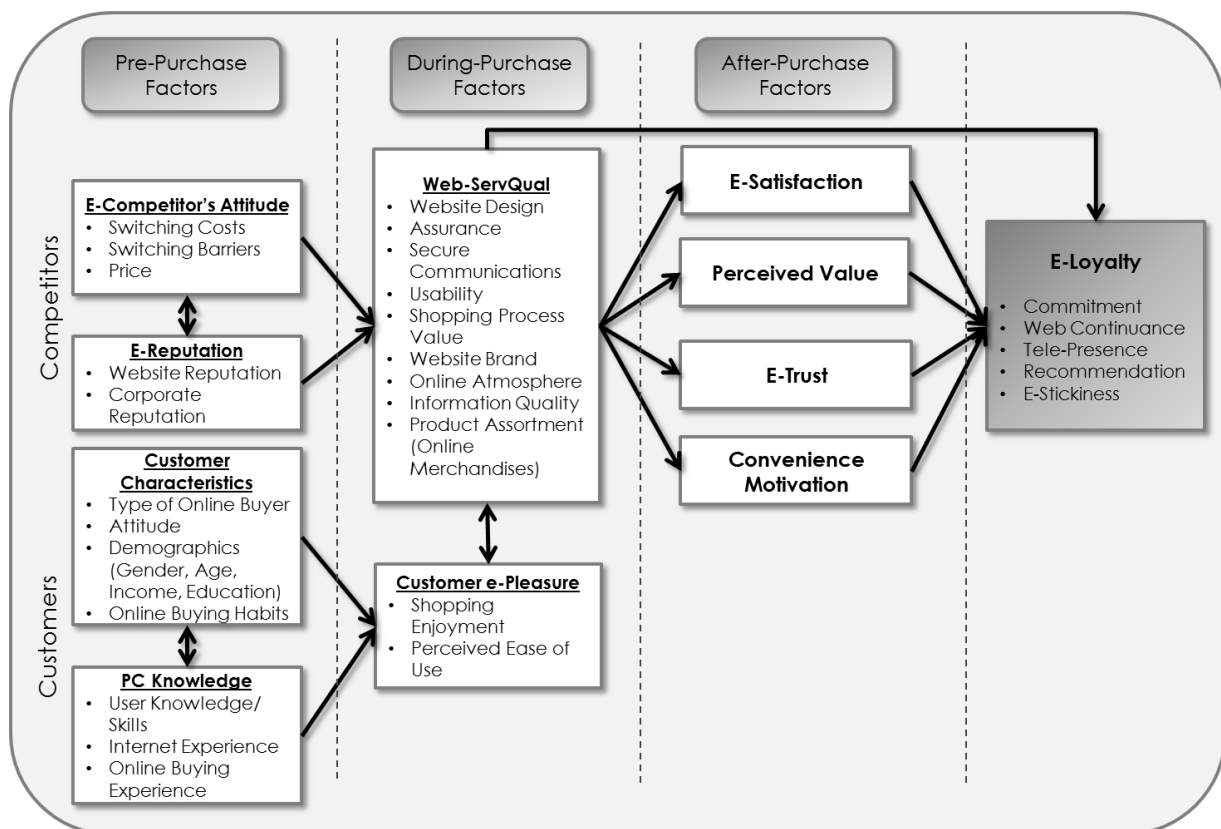 Pre-Purchase
Factors
During-Purchase
Factors
After-Purchase
Factors
Competitors
E-Competitor's Attitude
• Switching Costs
• Switching Barriers
• Price
E-Reputation
• Website Reputation
• Corporate
Reputation
Customers
Customer
Characteristics
• Type of Online Buyer
• Attitude
• Demographics
(Gender, Age,
Income, Education)
• Online Buying Habits
PC Knowledge
• User Knowledge/
Skills
• Internet Experience
• Online Buying
Experience
Web-ServQual
• Website Design
• Assurance
• Secure
Communications
• Usability
• Shopping Process
Value
• Website Brand
• Online Atmosphere
• Information Quality
• Product Assortment
(Online
Merchandises)
Customer e-Pleasure
• Shopping
Enjoyment
• Perceived Ease of
Use
E-Satisfaction
Perceived Value
E-Trust
Convenience
Motivation
E-Loyalty
• Commitment
• Web Continuance
• Tele-Presence
• Recommendation
• E-Stickiness